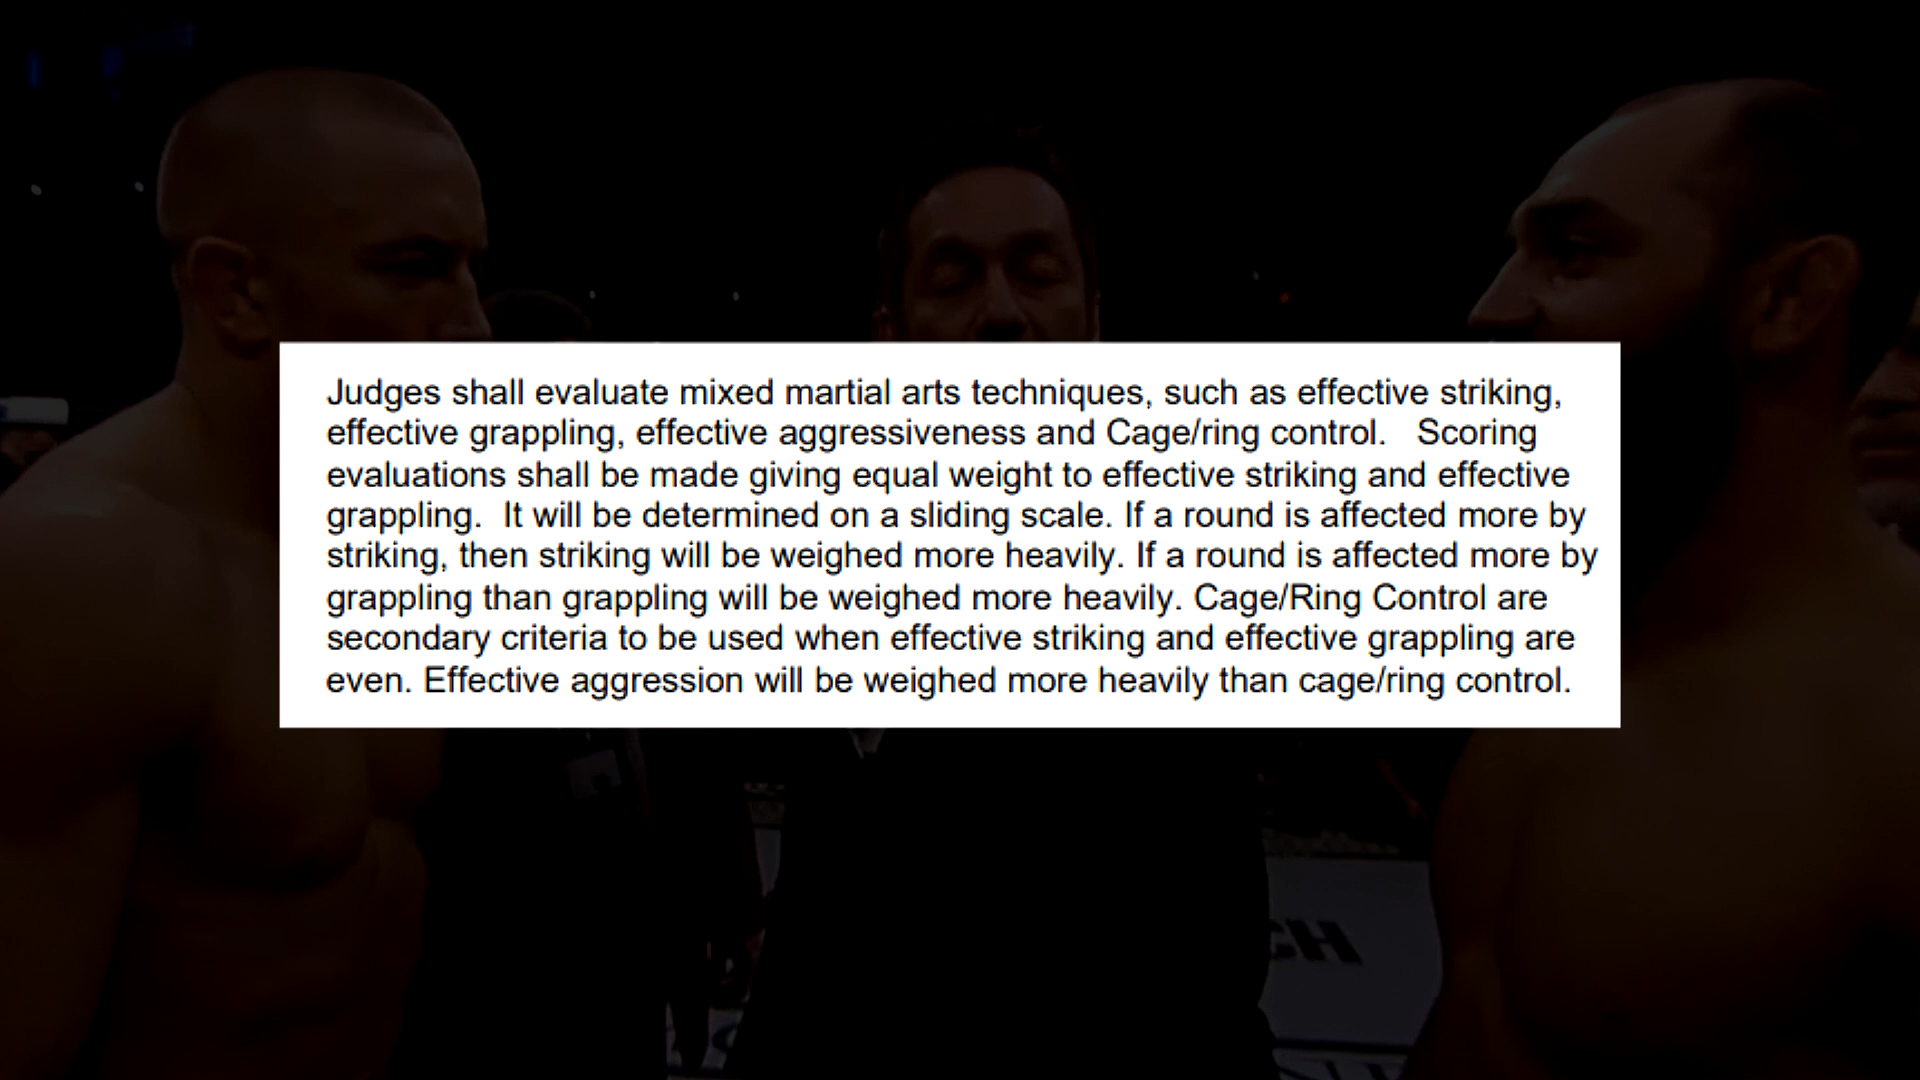 Judges shall evaluate mixed martial arts techniques, such as effective striking,
effective grappling, effective aggressiveness and Cage/ring control.   Scoring
evaluations shall be made giving equal weight to effective striking and effective
grappling.  It will be determined on a sliding scale. If a round is affected more by
striking, then striking will be weighed more heavily. If a round is affected more by
grappling than grappling will be weighed more heavily. Cage/Ring Control are
secondary criteria to be used when effective striking and effective grappling are
even. Effective aggression will be weighed more heavily than cage/ring control.